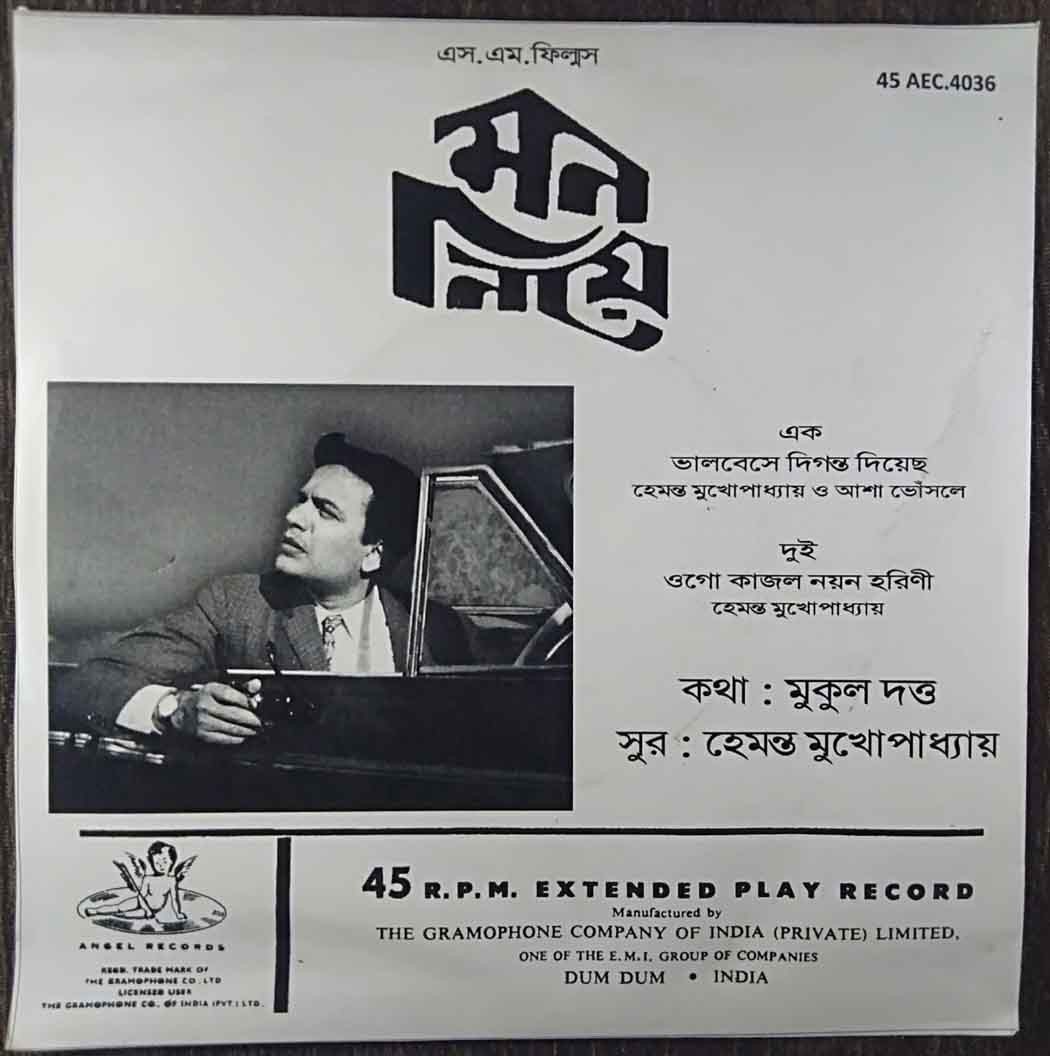 এস.এম.ফিল্মস
45 AEC.4036
মন
নিয়ে
এক
ভালবেসে দিগন্ত দিয়েছ
হেমন্ত মুখোপাধ্যায় ও আশা ভোঁসলে
দুই
ওগো কাজল নয়ন হরিণী
হেমন্ত মুখোপাধ্যায়
কথা : মুকুল দত্ত
সুর : হেমন্ত মুখোপাধ্যায়
ANGEL RECORDS
REGD. TRADE MARK OF
THE GRAMOPHONE CO. LTD
LICENSED USER
THE GRAMOPHONE CO. OF INDIA (PVT.) LTD.
45 R.P.M. EXTENDED PLAY RECORD
Manufactured by
THE GRAMOPHONE COMPANY OF INDIA (PRIVATE) LIMITED,
ONE OF THE E.M.I. GROUP OF COMPANIES
DUM DUM • INDIA